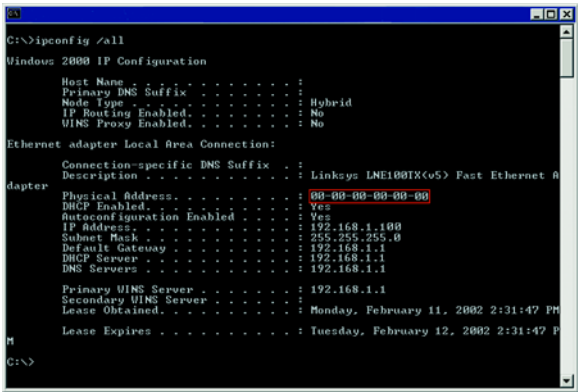 C:\>ipconfig /all
Windows 2000 IP Configuration
Host Name . . . . . . . . . . . . :
Primary DNS Suffix . . . . . . . :
Node Type . . . . . . . . . . . . : Hybrid
IP Routing Enabled. . . . . . . . : No
WINS Proxy Enabled. . . . . . . . : No
Ethernet adapter Local Area Connection:
Connection-specific DNS Suffix . :
Description . . . . . . . . . . . : Linksys LNE100TX(v5) Fast Ethernet A
dapter
Physical Address. . . . . . . . . : 00-00-00-00-00-00
DHCP Enabled. . . . . . . . . . . : Yes
Autoconfiguration Enabled . . . . : Yes
IP Address. . . . . . . . . . . . : 192.168.1.100
Subnet Mask . . . . . . . . . . . : 255.255.255.0
Default Gateway . . . . . . . . . : 192.168.1.1
DHCP Server . . . . . . . . . . . : 192.168.1.1
DNS Servers . . . . . . . . . . . : 192.168.1.1
Primary WINS Server . . . . . . . : 192.168.1.1
Secondary WINS Server . . . . . . :
Lease Obtained. . . . . . . . . . : Monday, February 11, 2002 2:31:47 PM
Lease Expires . . . . . . . . . . : Tuesday, February 12, 2002 2:31:47 P
M
C:\>